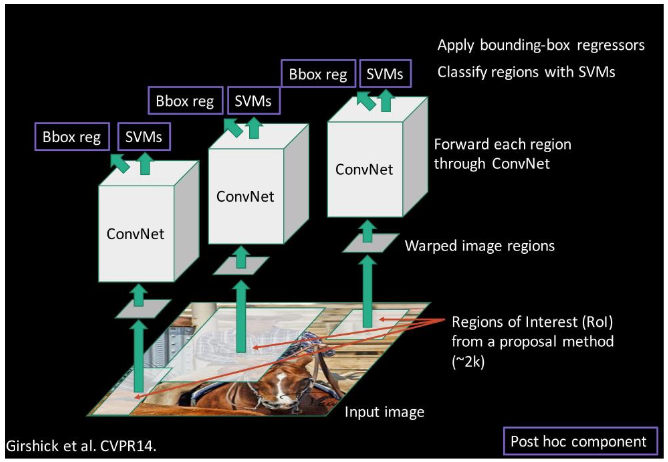 Apply bounding-box regressors
Bbox reg
SVMs
Classify regions with SVMs
Bbox reg
SVMs
Bbox reg
SVMs
ConvNet
Forward each region
through ConvNet
ConvNet
ConvNet
Warped image regions
Regions of Interest (RoI)
from a proposal method
(~2k)
Input image
Girshick et al. CVPR14.
Post hoc component